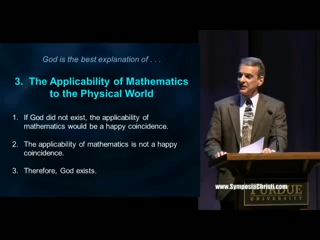 God is the best explanation of . . .
3. The Applicability of Mathematics
to the Physical World
1. If God did not exist, the applicability of
mathematics would be a happy coincidence.
2. The applicability of mathematics is not a happy
coincidence.
3. Therefore, God exists.
www.SymposiaChristi.com
PURDUE
UNIVERSITY